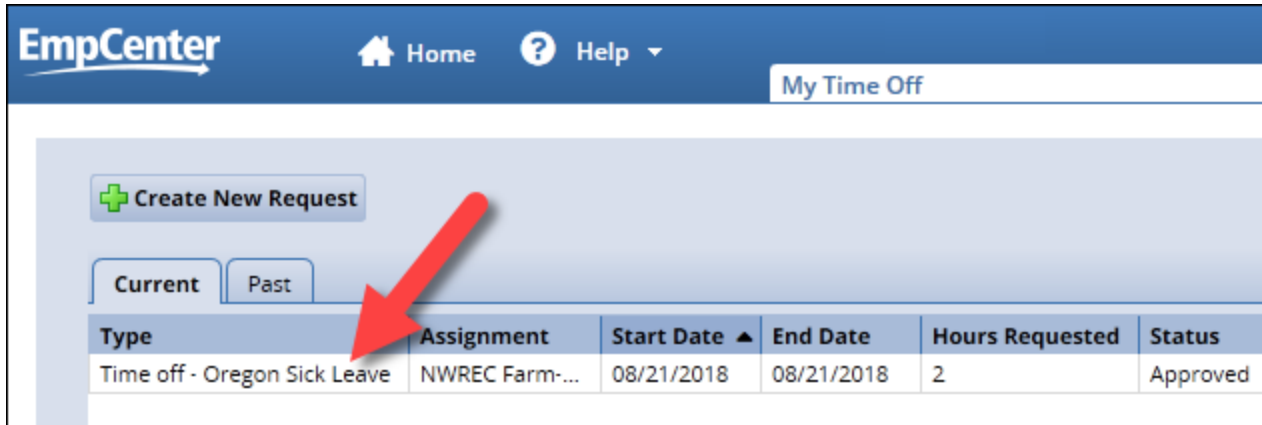 EmpCenter Home ? Help
My Time Off
Create New Request
Current Past
Type Assignment Start Date End Date Hours Requested Status
Time off - Oregon Sick Leave NWREC Farm-... 08/21/2018 08/21/2018 2 Approved